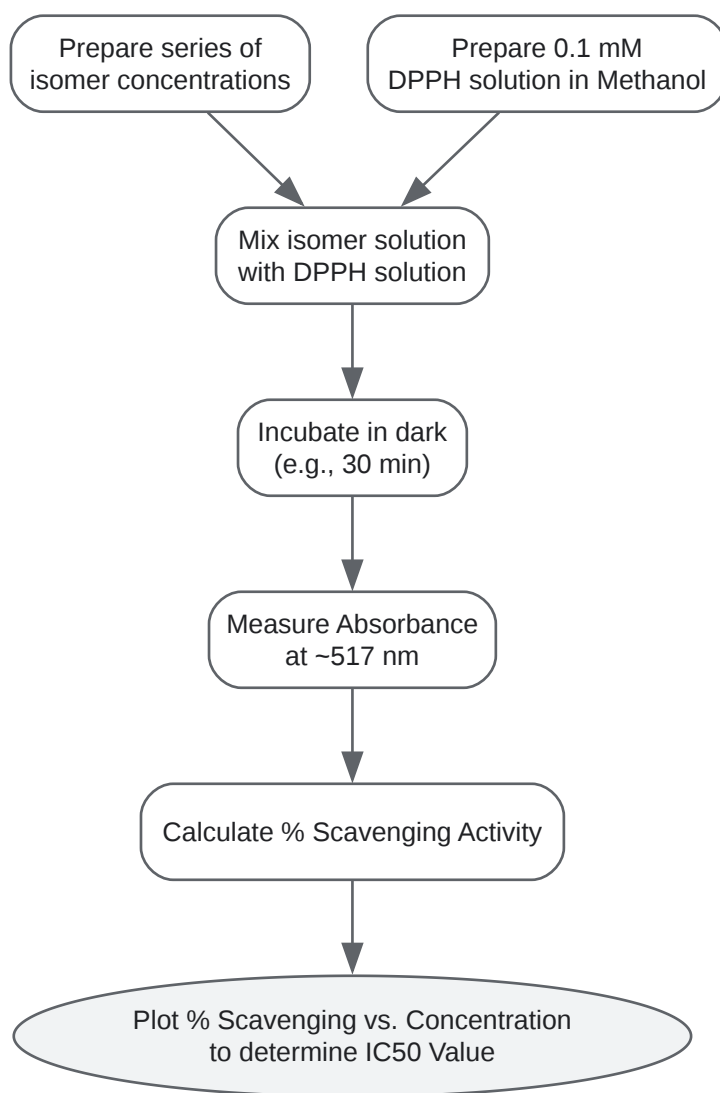 Prepare series of
isomer concentrations
Prepare 0.1 mM
DPPH solution in Methanol
Mix isomer solution
with DPPH solution
Incubate in dark
(e.g., 30 min)
Measure Absorbance
at ~517 nm
Calculate % Scavenging Activity
Plot % Scavenging vs. Concentration
to determine IC50 Value